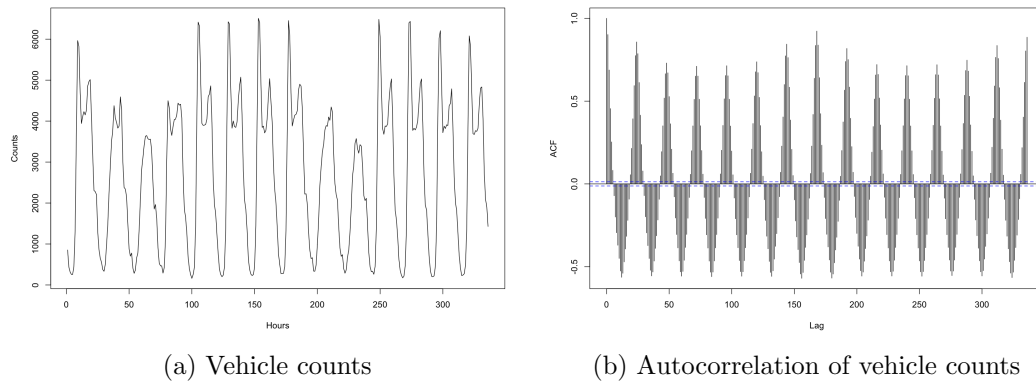 0 1000 2000 3000 4000 5000 6000
Counts
0 50 100 150 200 250 300
Hours
(a) Vehicle counts
-0.5 0.0 0.5 1.0
ACF
0 50 100 150 200 250 300
Lag
(b) Autocorrelation of vehicle counts